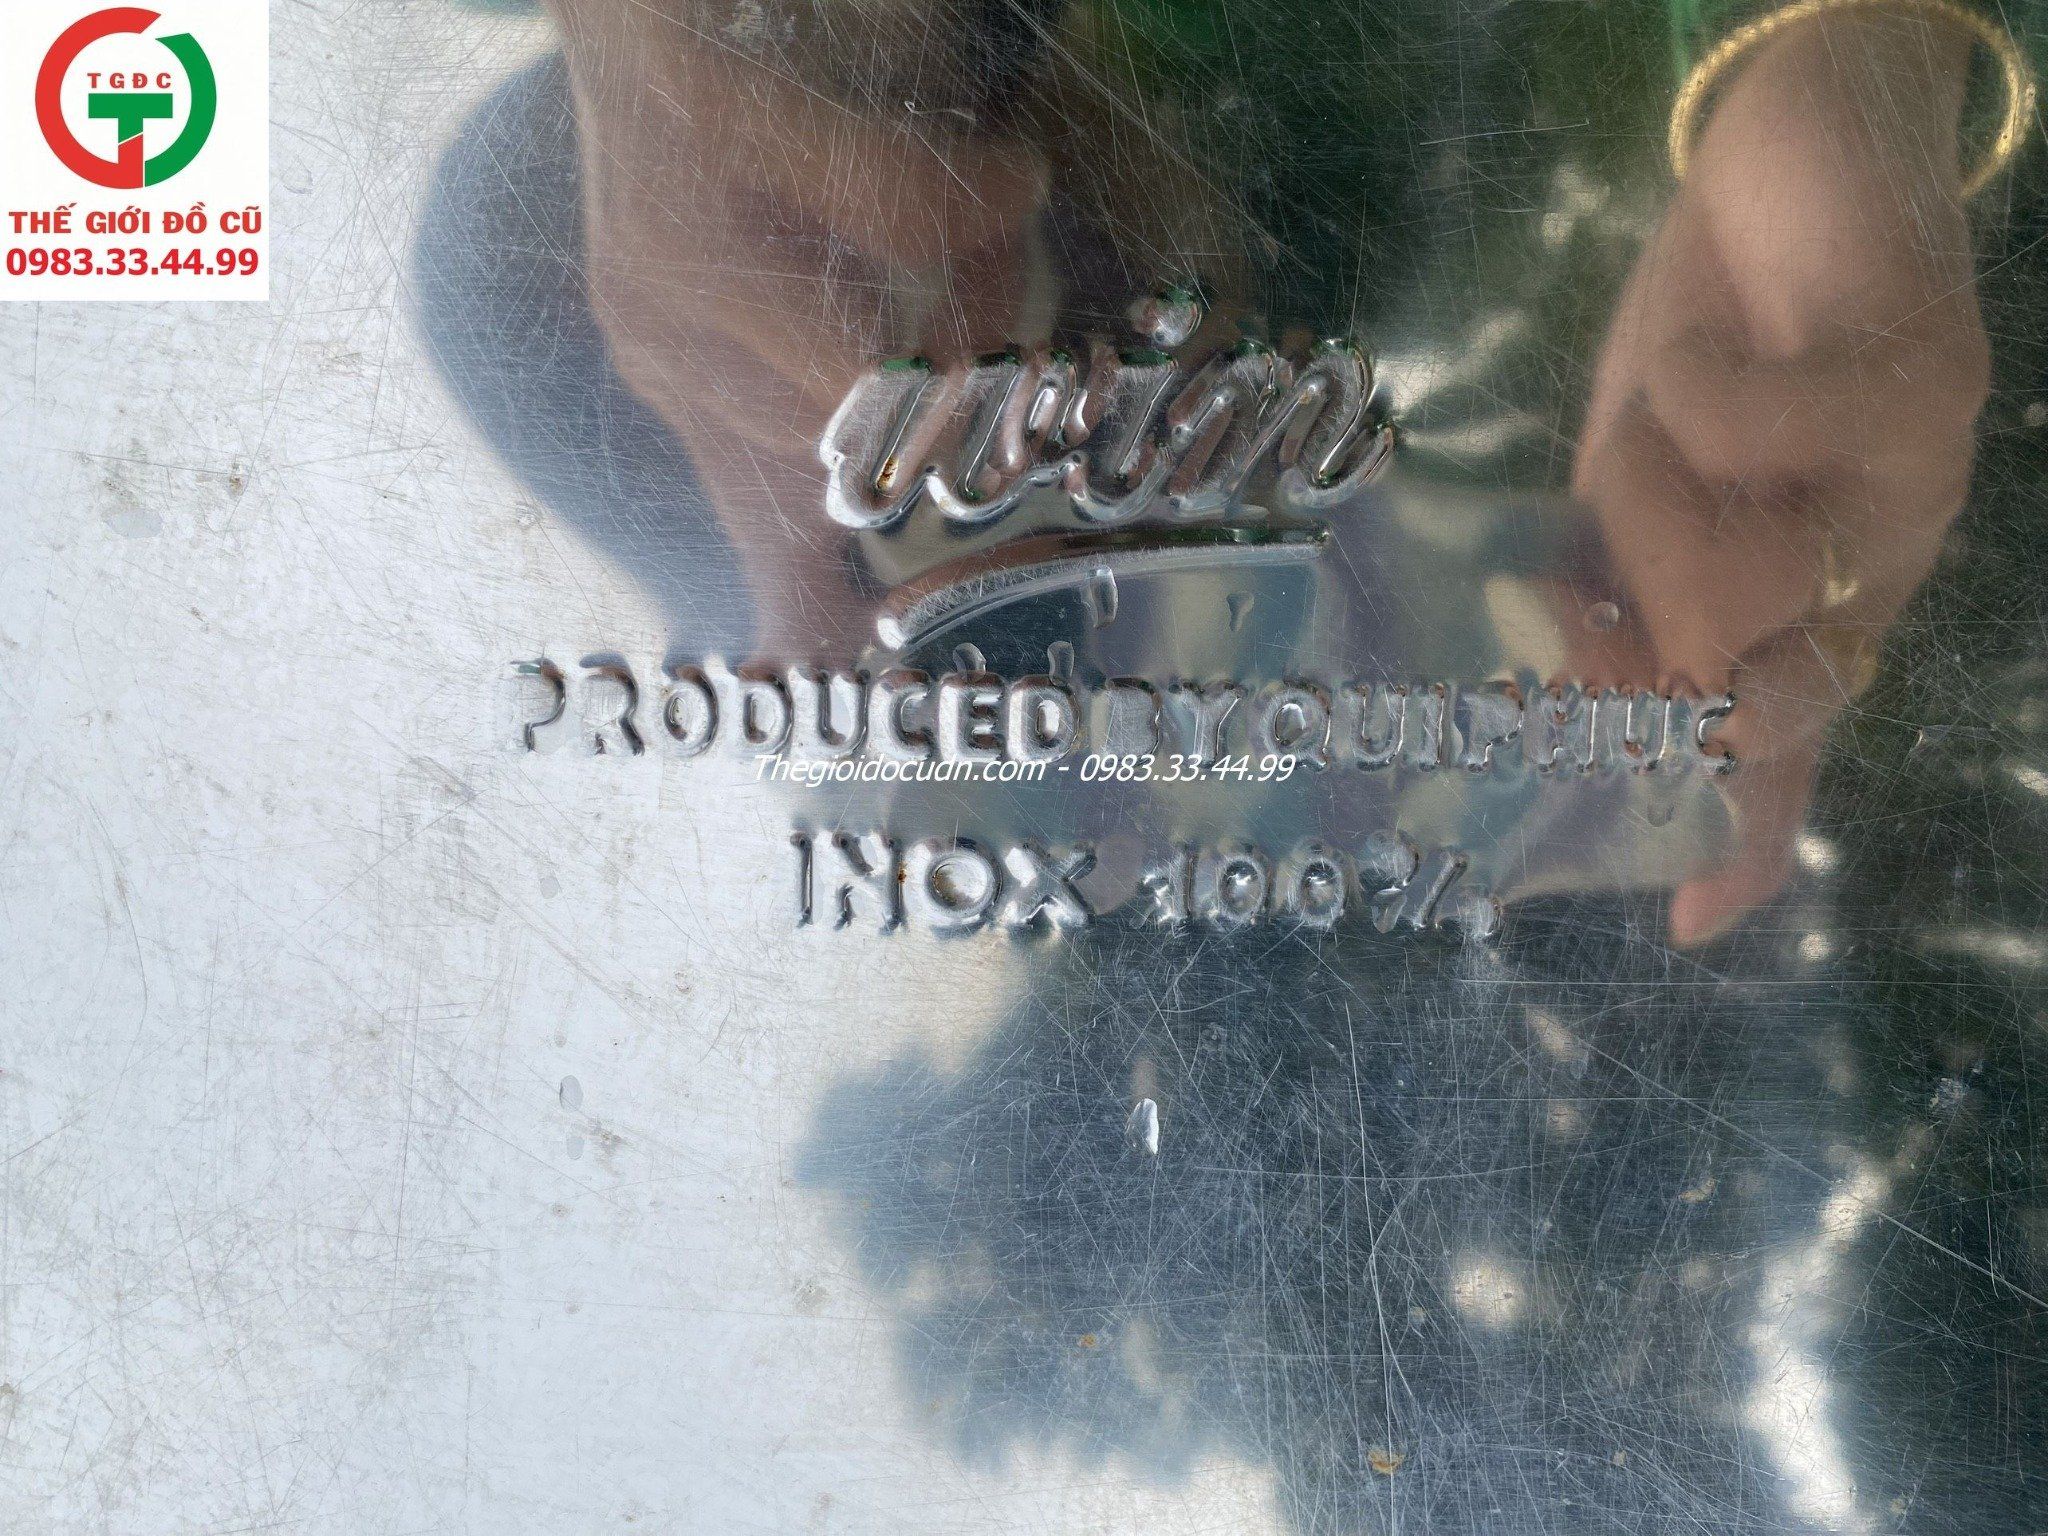 TGĐC
THẾ GIỚI ĐỒ CŨ
0983.33.44.99
win
PRODUCED BY QUIPHUC
Thegioidocudn.com - 0983.33.44.99
INOX 100%